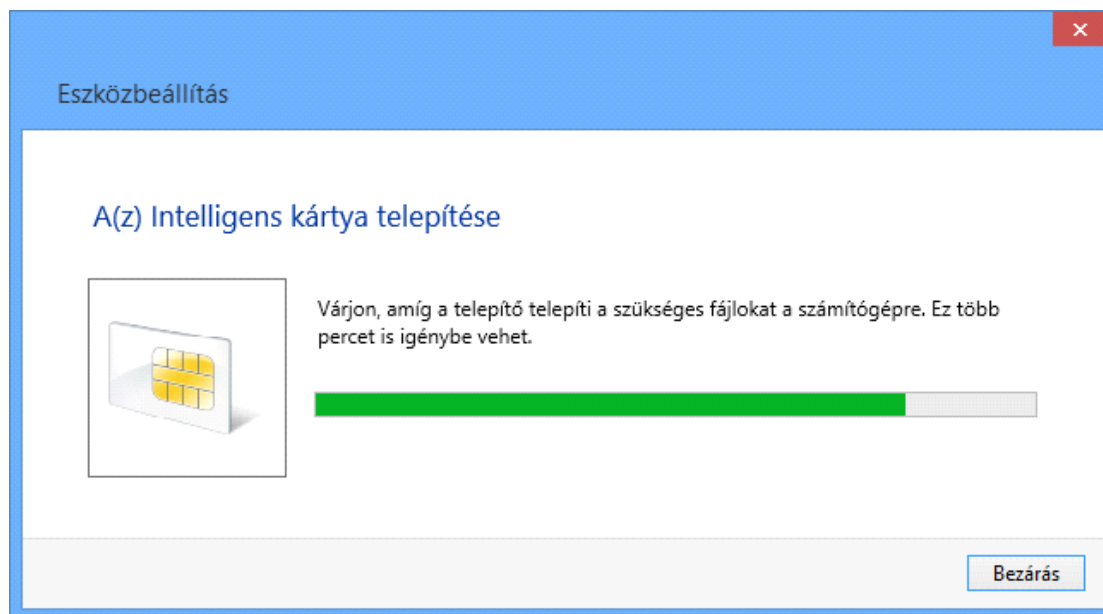 Eszközbeállítás
A(z) Intelligens kártya telepítése
Várjon, amíg a telepítő telepíti a szükséges fájlokat a számítógépre. Ez több
percet is igénybe vehet.
Bezárás